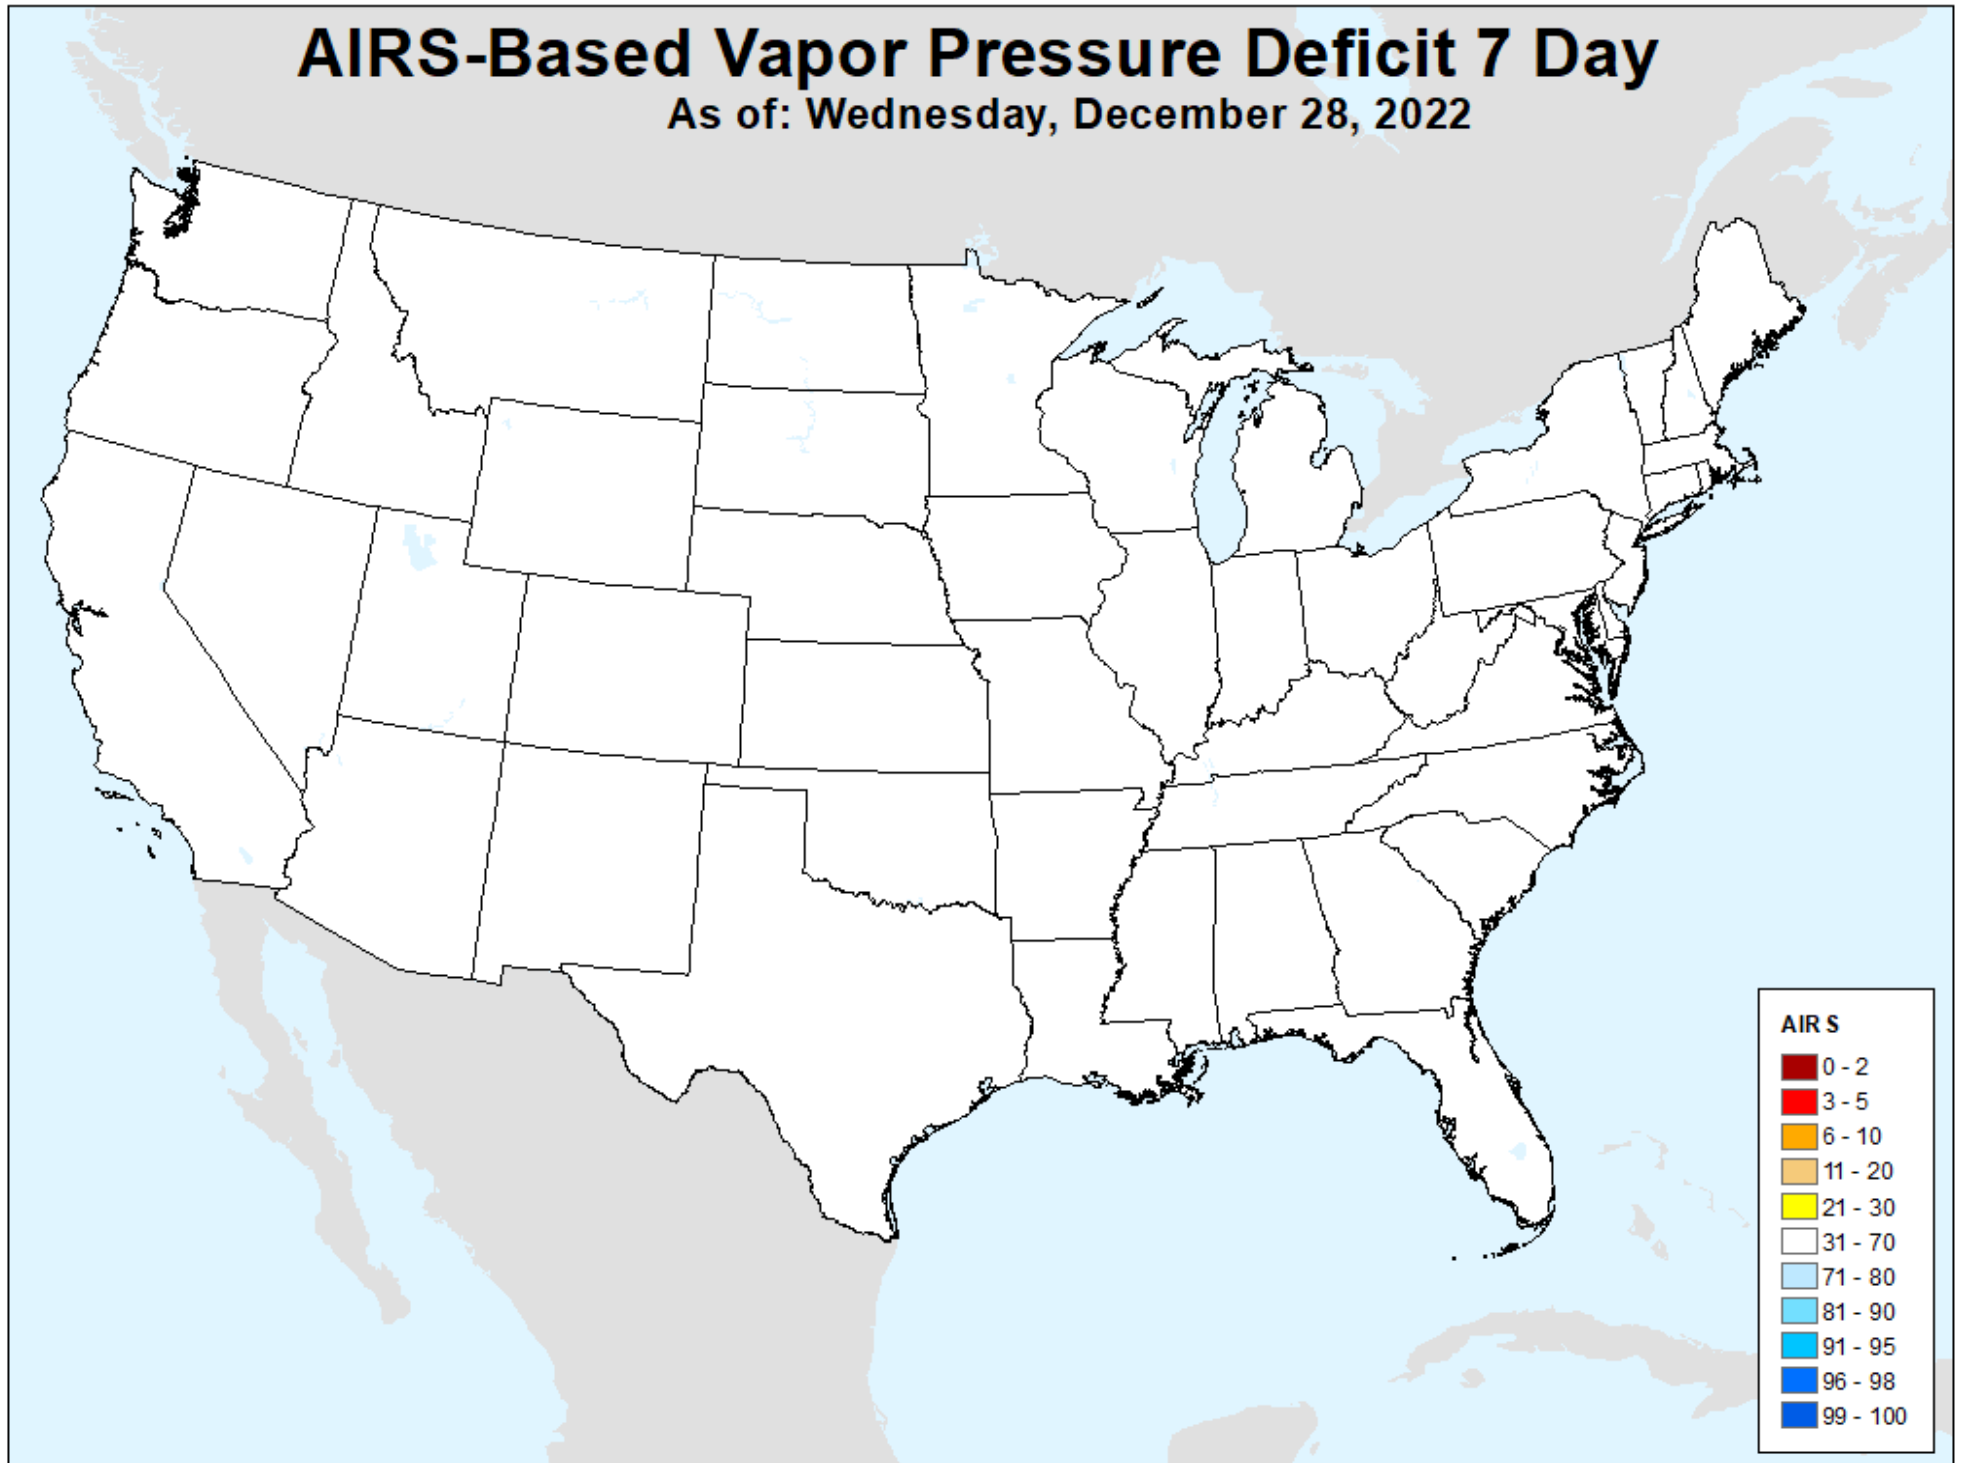 AIRS-Based Vapor Pressure Deficit 7 Day
As of: Wednesday, December 28, 2022
AIRS
0 - 2
3 - 5
6 - 10
11 - 20
21 - 30
31 - 70
71 - 80
81 - 90
91 - 95
96 - 98
99 - 100